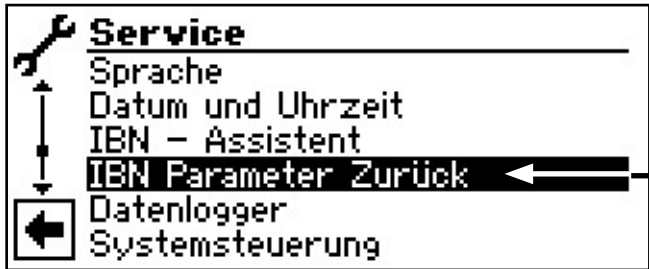 Service
Sprache
Datum und Uhrzeit
IBN - Assistent
IBN Parameter Zurück
Datenlogger
Systemsteuerung